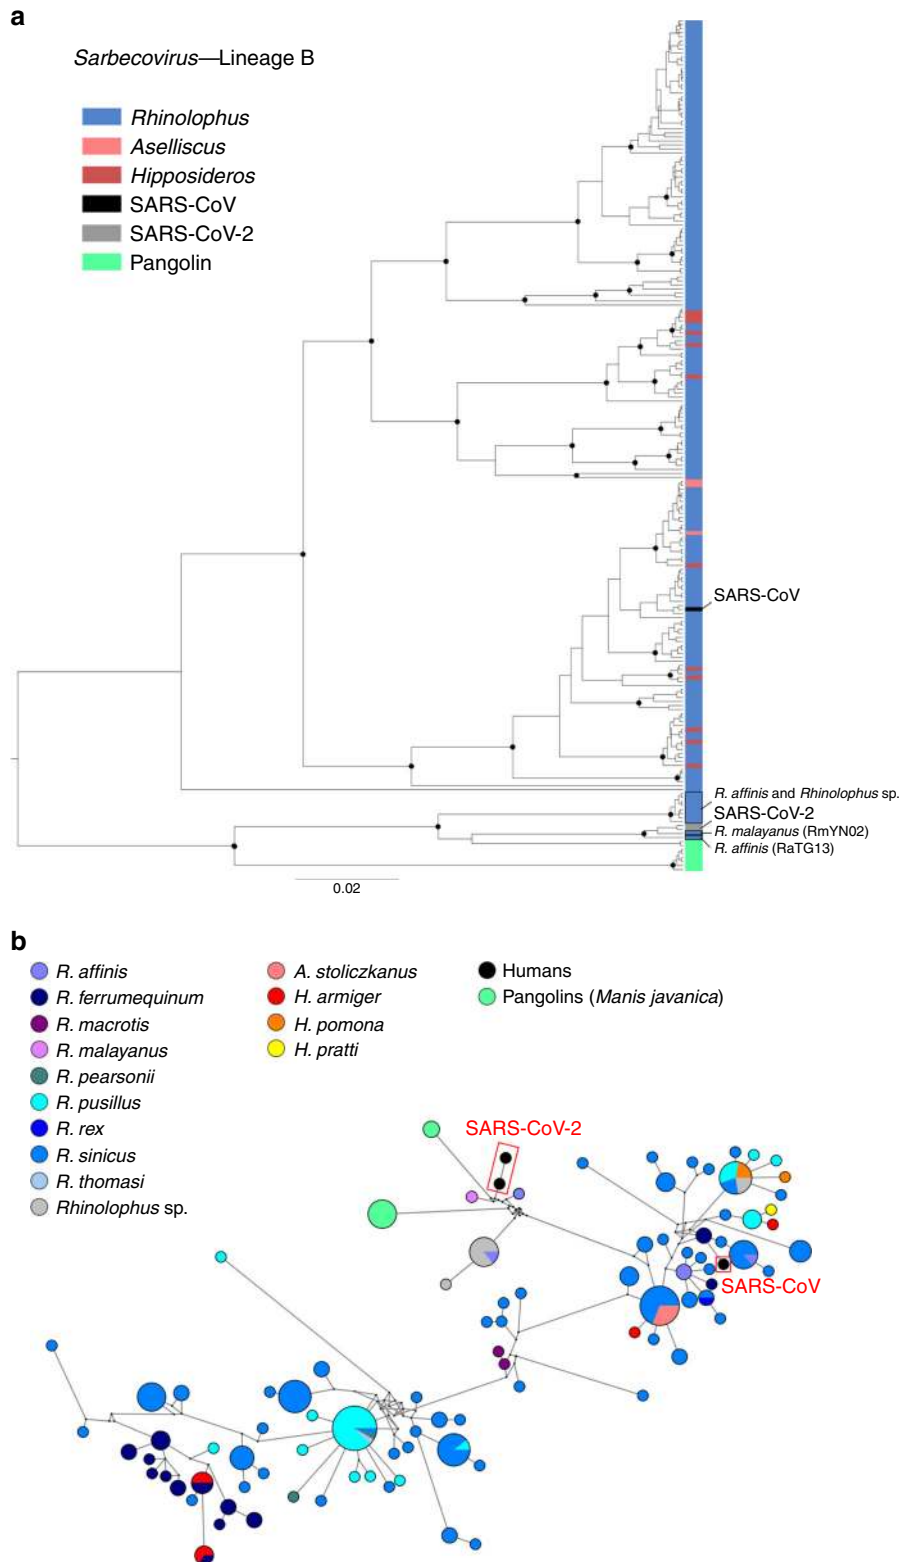 a
Sarbecovirus—Lineage B
Rhinolophus
Aselliscus
Hipposideros
SARS-CoV
SARS-CoV-2
Pangolin
SARS-CoV
R. affinis and Rhinolophus sp.
SARS-CoV-2
R. malayanus (RmYN02)
R. affinis (RaTG13)
0.02
b
R. affinis
R. ferrumequinum
R. macrotis
R. malayanus
R. pearsonii
R. pusillus
R. rex
R. sinicus
R. thomasi
Rhinolophus sp.
A. stoliczkanus
H. armiger
H. pomona
H. pratti
Humans
Pangolins (Manis javanica)
SARS-CoV-2
SARS-CoV